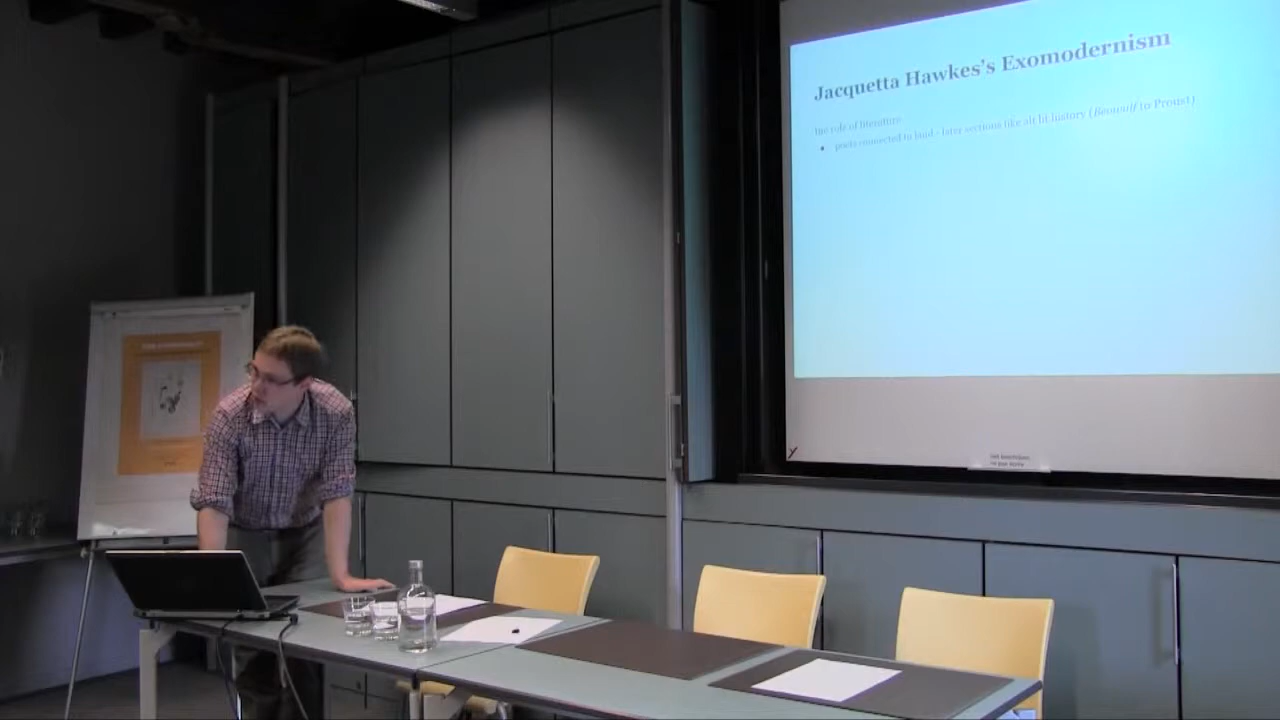 Jacquetta Hawkes's Exomodernism
the role of literature
• poets connected to land - later sections like alt lit history (Beowulf to Proust)